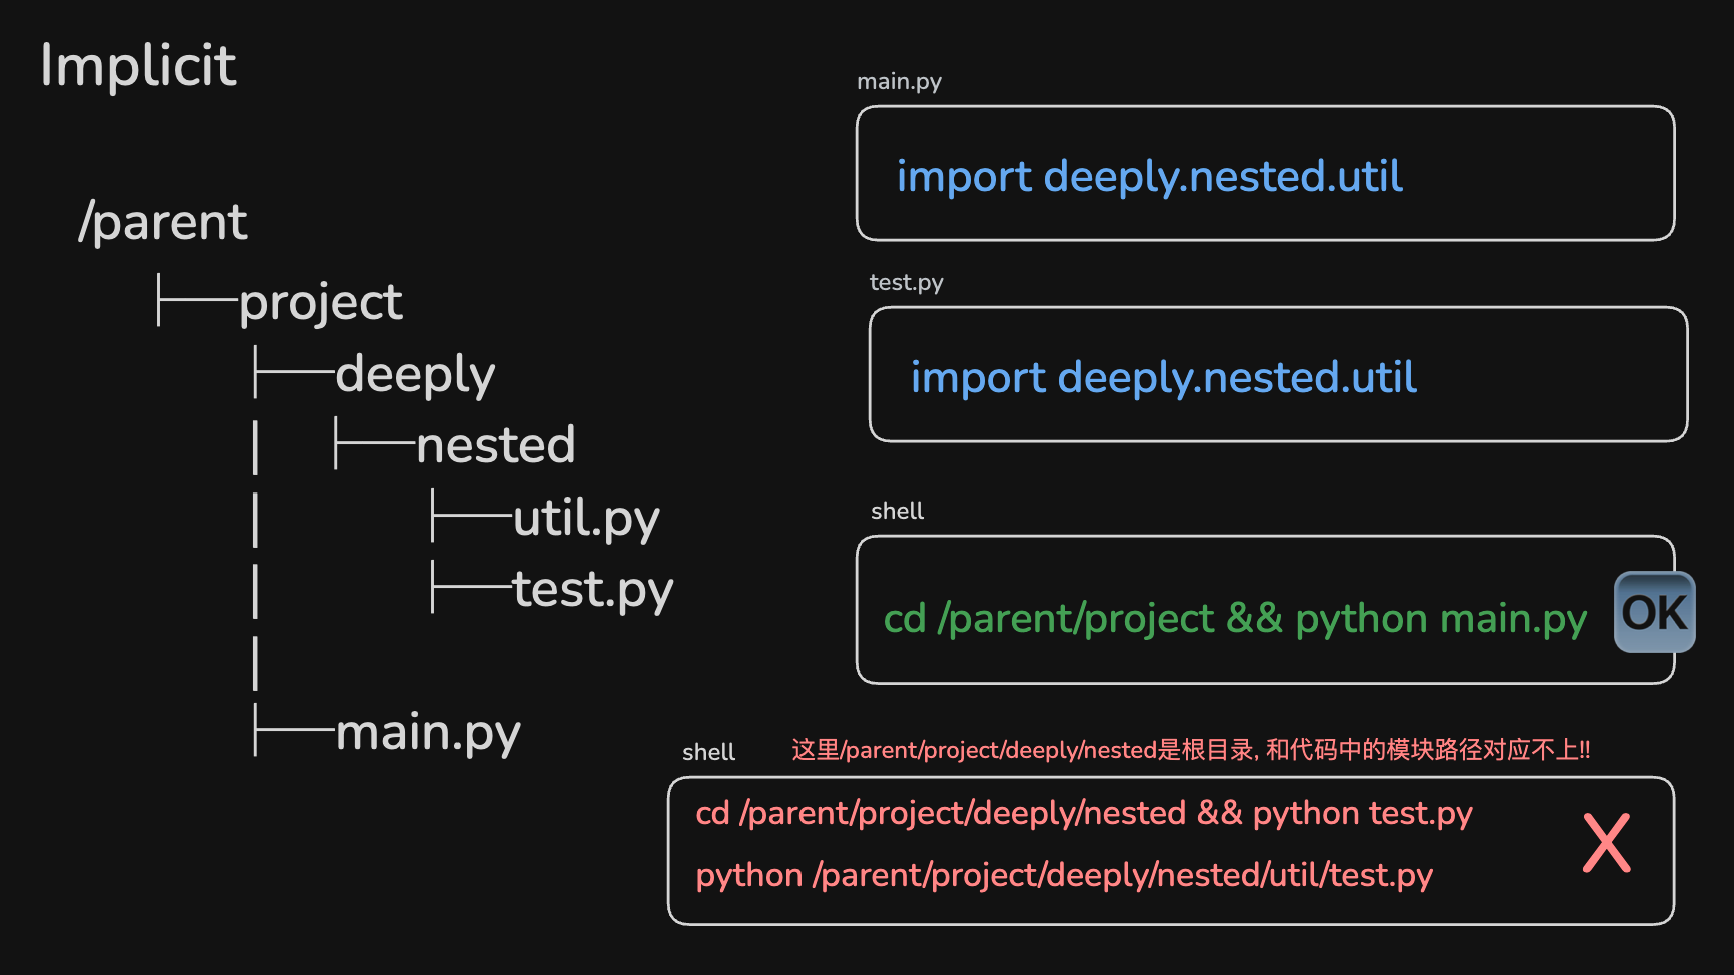 Implicit
/parent
project
deeply
nested
util.py
test.py
main.py
main.py
import deeply.nested.util
test.py
import deeply.nested.util
shell
cd /parent/project && python main.py
OK
shell
这里/parent/project/deeply/nested是根目录, 和代码中的模块路径对应不上!!
cd /parent/project/deeply/nested && python test.py
python /parent/project/deeply/nested/util/test.py
X